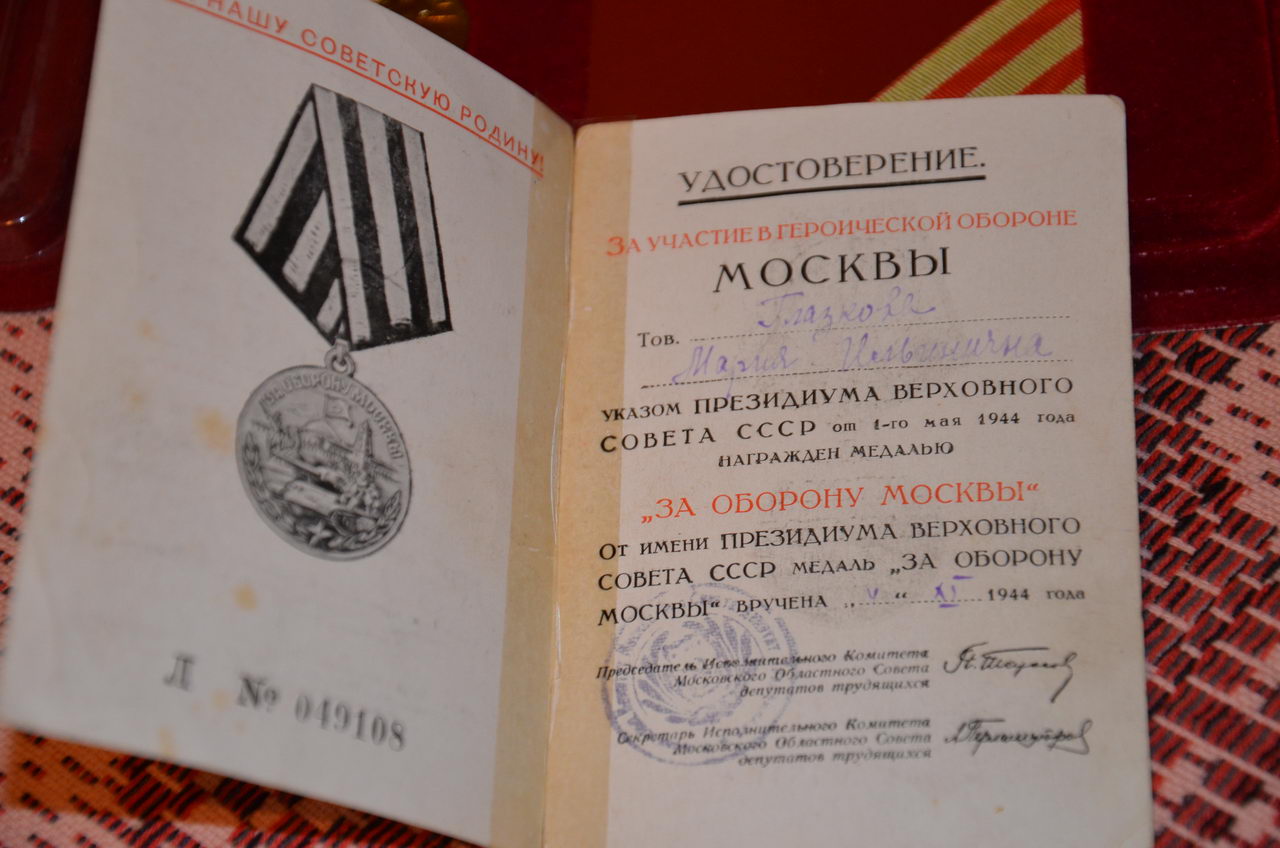 НАШУ СОВЕТСКУЮ РОДИНУ!
ЗА ОБОРОНУ МОСКВЫ
Л № 049108
УДОСТОВЕРЕНИЕ.
ЗА УЧАСТИЕ В ГЕРОИЧЕСКОЙ ОБОРОНЕ
МОСКВЫ
Тов. Глазкова
Мария Ильинична
УКАЗОМ ПРЕЗИДИУМА ВЕРХОВНОГО
СОВЕТА СССР от 1-го мая 1944 года
НАГРАЖДЕН МЕДАЛЬЮ
„ЗА ОБОРОНУ МОСКВЫ“
ОТ ИМЕНИ ПРЕЗИДИУМА ВЕРХОВНОГО
СОВЕТА СССР МЕДАЛЬ „ЗА ОБОРОНУ
МОСКВЫ“ ВРУЧЕНА „ “ XI 1944 года
Председатель Исполнительного Комитета
Московского Областного Совета
депутатов трудящихся
Секретарь Исполнительного Комитета
Московского Областного Совета
депутатов трудящихся